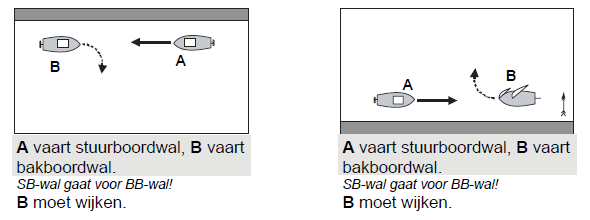 B
A
A vaart stuurboordwal, B vaart
bakboordwal.
SB-wal gaat voor BB-wal!
B moet wijken.
A
B
A vaart stuurboordwal, B vaart
bakboordwal.
SB-wal gaat voor BB-wal!
B moet wijken.